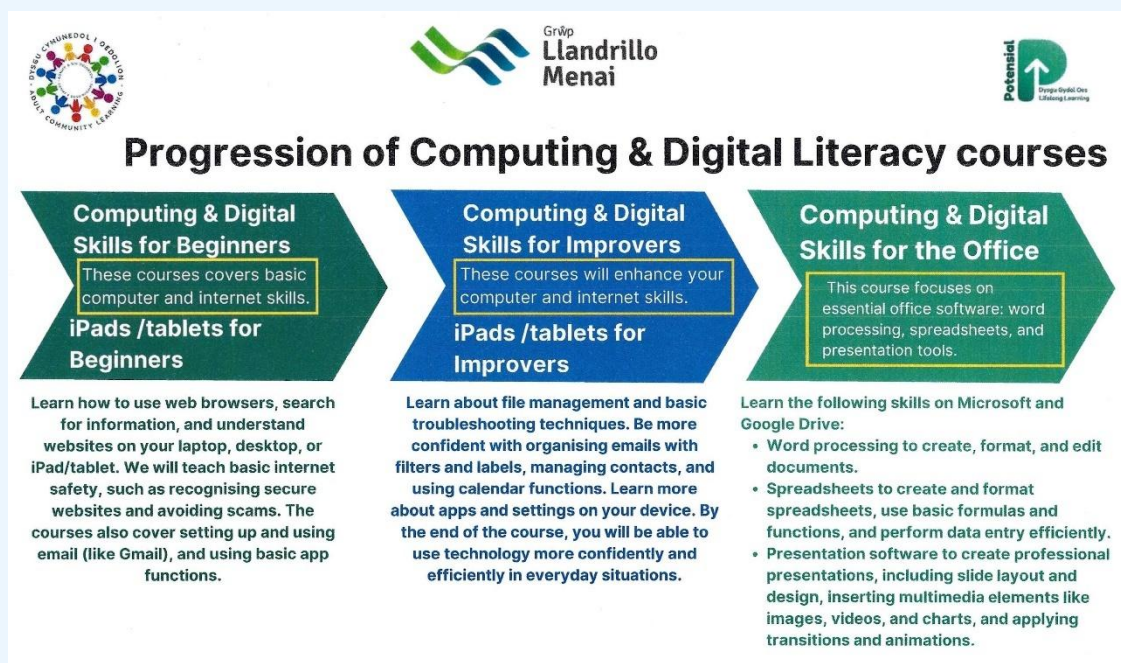 DYSGU CYMUNEDOL I OEDOLION
ADULT COMMUNITY LEARNING
Grŵp
Llandrillo
Menai
Potensial
Dysgu Gydol Oes
Lifelong Learning
Progression of Computing & Digital Literacy courses
Computing & Digital
Skills for Beginners
These courses covers basic
computer and internet skills.
iPads /tablets for
Beginners
Learn how to use web browsers, search
for information, and understand
websites on your laptop, desktop, or
iPad/tablet. We will teach basic internet
safety, such as recognising secure
websites and avoiding scams. The
courses also cover setting up and using
email (like Gmail), and using basic app
functions.
Computing & Digital
Skills for Improvers
These courses will enhance your
computer and internet skills.
iPads /tablets for
Improvers
Learn about file management and basic
troubleshooting techniques. Be more
confident with organising emails with
filters and labels, managing contacts, and
using calendar functions. Learn more
about apps and settings on your device. By
the end of the course, you will be able to
use technology more confidently and
efficiently in everyday situations.
Computing & Digital
Skills for the Office
This course focuses on
essential office software: word
processing, spreadsheets, and
presentation tools.
Learn the following skills on Microsoft and
Google Drive:
• Word processing to create, format, and edit
documents.
• Spreadsheets to create and format
spreadsheets, use basic formulas and
functions, and perform data entry efficiently.
• Presentation software to create professional
presentations, including slide layout and
design, inserting multimedia elements like
images, videos, and charts, and applying
transitions and animations.